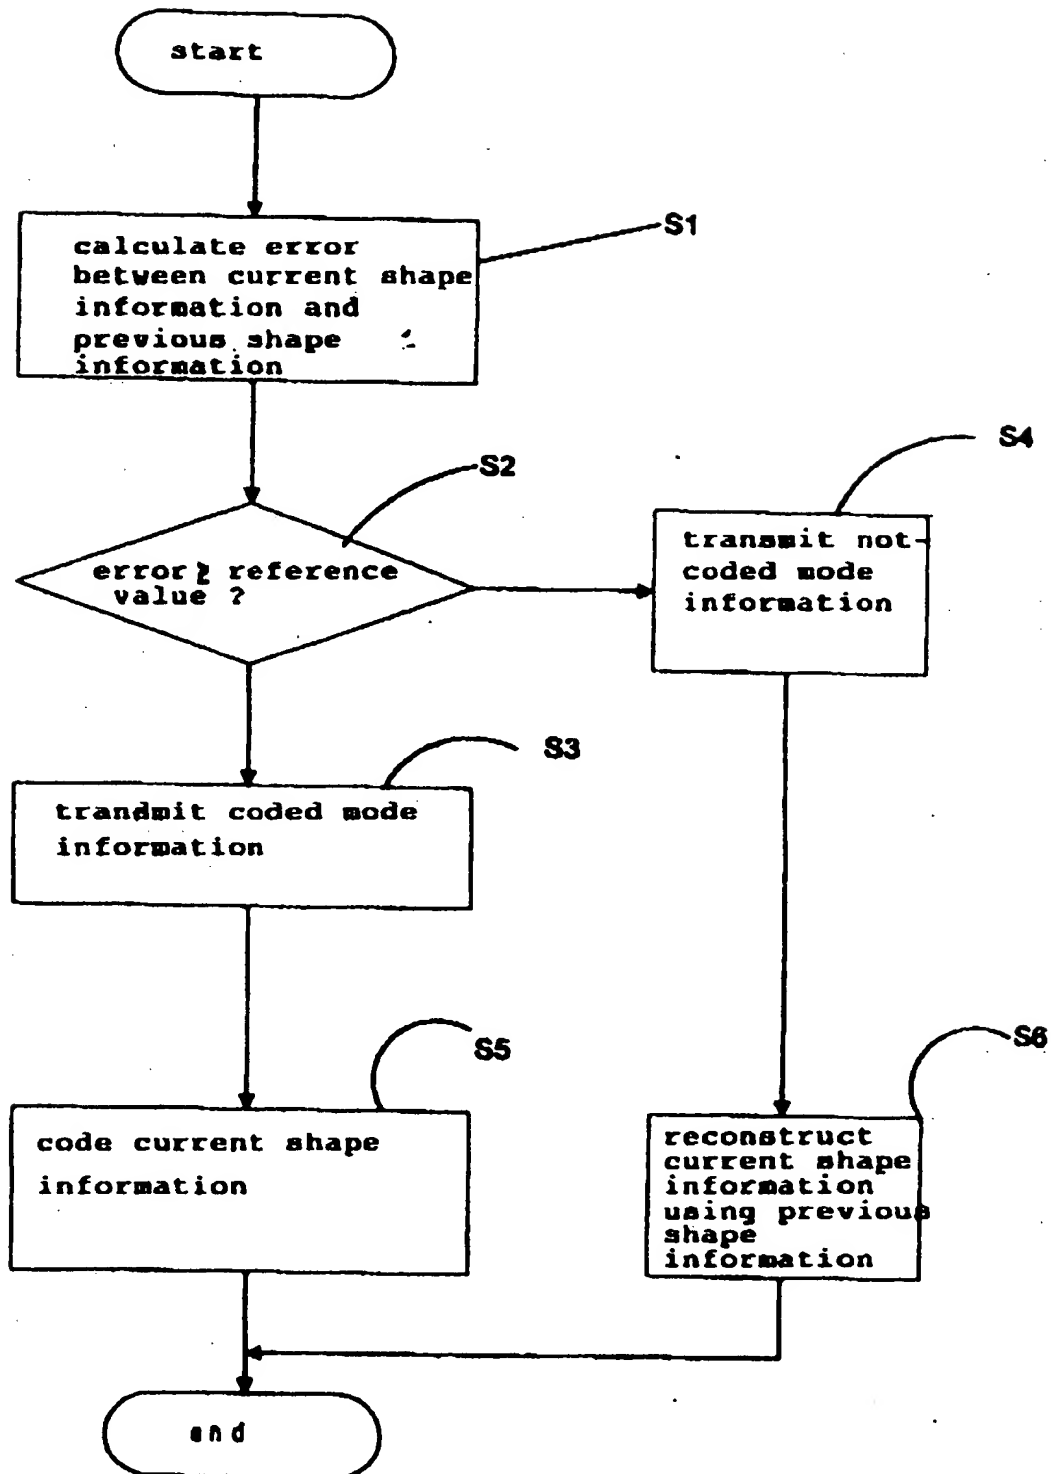 start
S1
calculate error
between current shape
information and
previous shape
information
S2
S4
error ≥ reference
value ?
transmit not-
coded mode
information
S3
trandmit coded mode
information
S5
S6
code current shape
information
reconstruct
current shape
information
using previous
shape
information
end